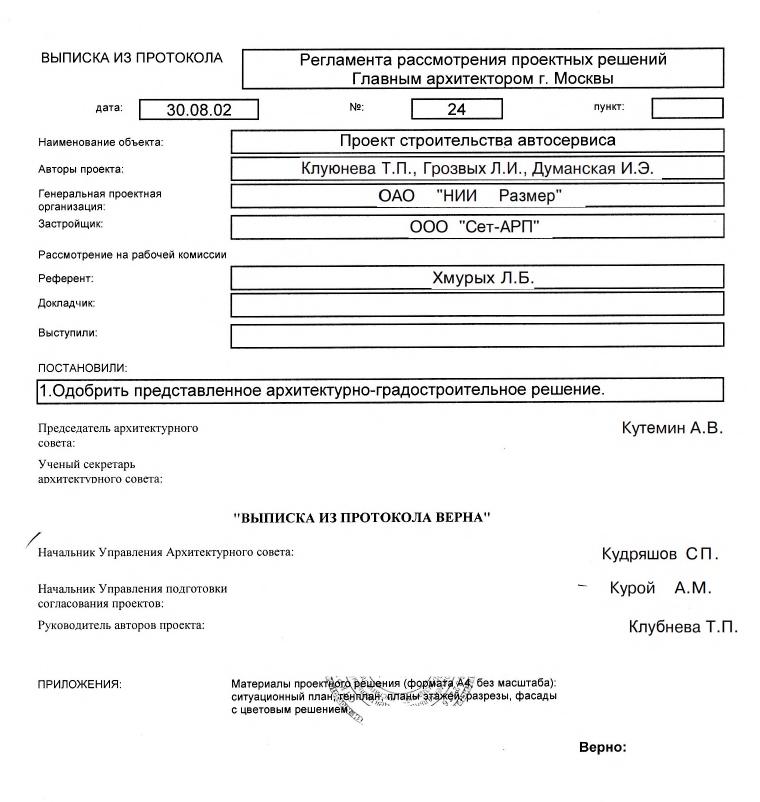 ВЫПИСКА ИЗ ПРОТОКОЛА
Регламента рассмотрения проектных решений
Главным архитектором г. Москвы
дата: 30.08.02 №: 24 пункт:
Наименование объекта: Проект строительства автосервиса
Авторы проекта: Клуюнева Т.П., Грозвых Л.И., Думанская И.Э.
Генеральная проектная
организация:
ОАО "НИИ Размер"
Застройщик: ООО "Сет-АРП"
Рассмотрение на рабочей комиссии
Референт: Хмурых Л.Б.
Докладчик:
Выступили:
ПОСТАНОВИЛИ:
1.Одобрить представленное архитектурно-градостроительное решение.
Председатель архитектурного
совета:
Кутемин А.В.
Ученый секретарь
архитектурного совета:
"ВЫПИСКА ИЗ ПРОТОКОЛА ВЕРНА"
Начальник Управления Архитектурного совета: Кудряшов СП.
Начальник Управления подготовки
согласования проектов:
Курой А.М.
Руководитель авторов проекта: Клубнева Т.П.
ПРИЛОЖЕНИЯ: Материалы проектного решения (формата А4, без масштаба):
ситуационный план, генплан, планы этажей, разрезы, фасады
с цветовым решением.
Верно: